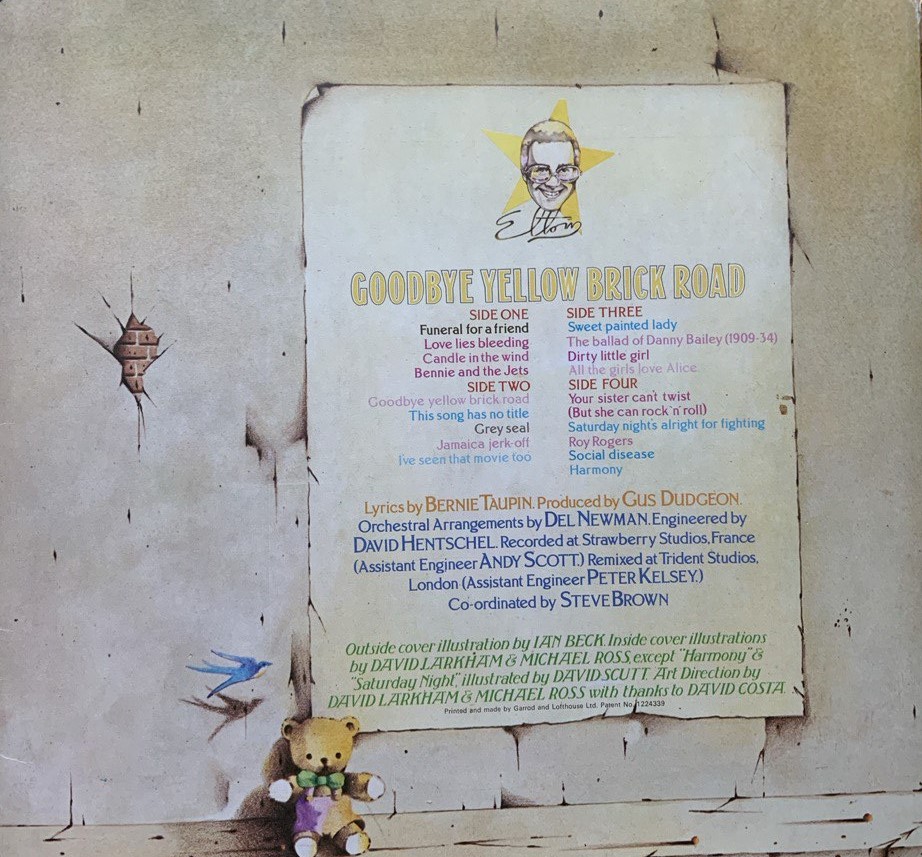 Elton
GOODBYE YELLOW BRICK ROAD
SIDE ONE
Funeral for a friend
Love lies bleeding
Candle in the wind
Bennie and the Jets
SIDE TWO
Goodbye yellow brick road
This song has no title
Grey seal
Jamaica jerk-off
I've seen that movie too
SIDE THREE
Sweet painted lady
The ballad of Danny Bailey (1909-34)
Dirty little girl
All the girls love Alice
SIDE FOUR
Your sister can't twist
(But she can rock 'n' roll)
Saturday nights alright for fighting
Roy Rogers
Social disease
Harmony
Lyrics by BERNIE TAUPIN. Produced by GUS DUDGEON.
Orchestral Arrangements by DEL NEWMAN. Engineered by
DAVID HENTSCHEL. Recorded at Strawberry Studios, France
(Assistant Engineer ANDY SCOTT.) Remixed at Trident Studios,
London (Assistant Engineer PETER KELSEY.)
Co-ordinated by STEVE BROWN
Outside cover illustration by IAN BECK. Inside cover illustrations
by DAVID LARKHAM & MICHAEL ROSS, except "Harmony" &
"Saturday Night", illustrated by DAVID SCUTT Art Direction by
DAVID LARKHAM & MICHAEL ROSS with thanks to DAVID COSTA.
Printed and made by Garrod and Lofthouse Ltd. Patent No. 1224339